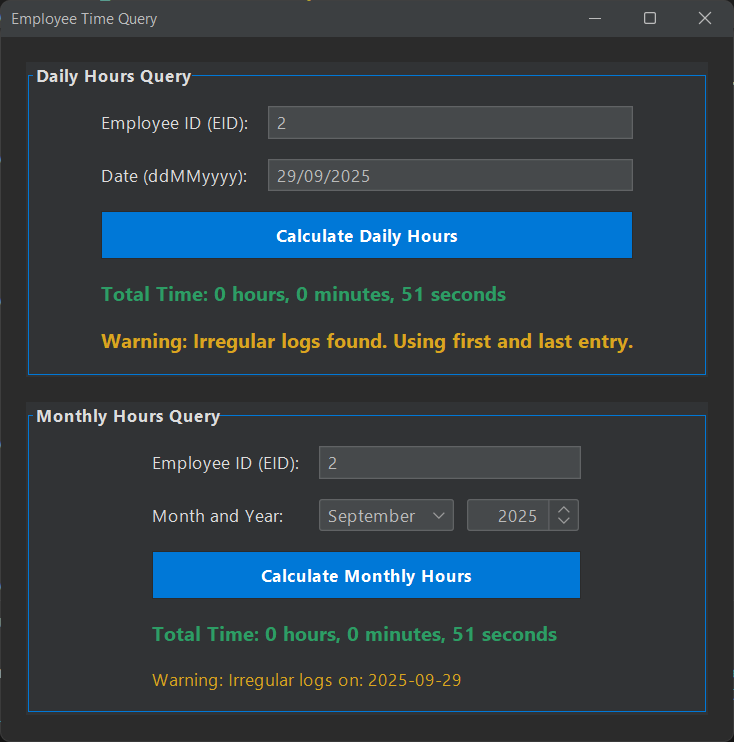 Employee Time Query
Daily Hours Query
Employee ID (EID): 2
Date (ddMMyyyy): 29/09/2025
Calculate Daily Hours
Total Time: 0 hours, 0 minutes, 51 seconds
Warning: Irregular logs found. Using first and last entry.
Monthly Hours Query
Employee ID (EID): 2
Month and Year: September 2025
Calculate Monthly Hours
Total Time: 0 hours, 0 minutes, 51 seconds
Warning: Irregular logs on: 2025-09-29